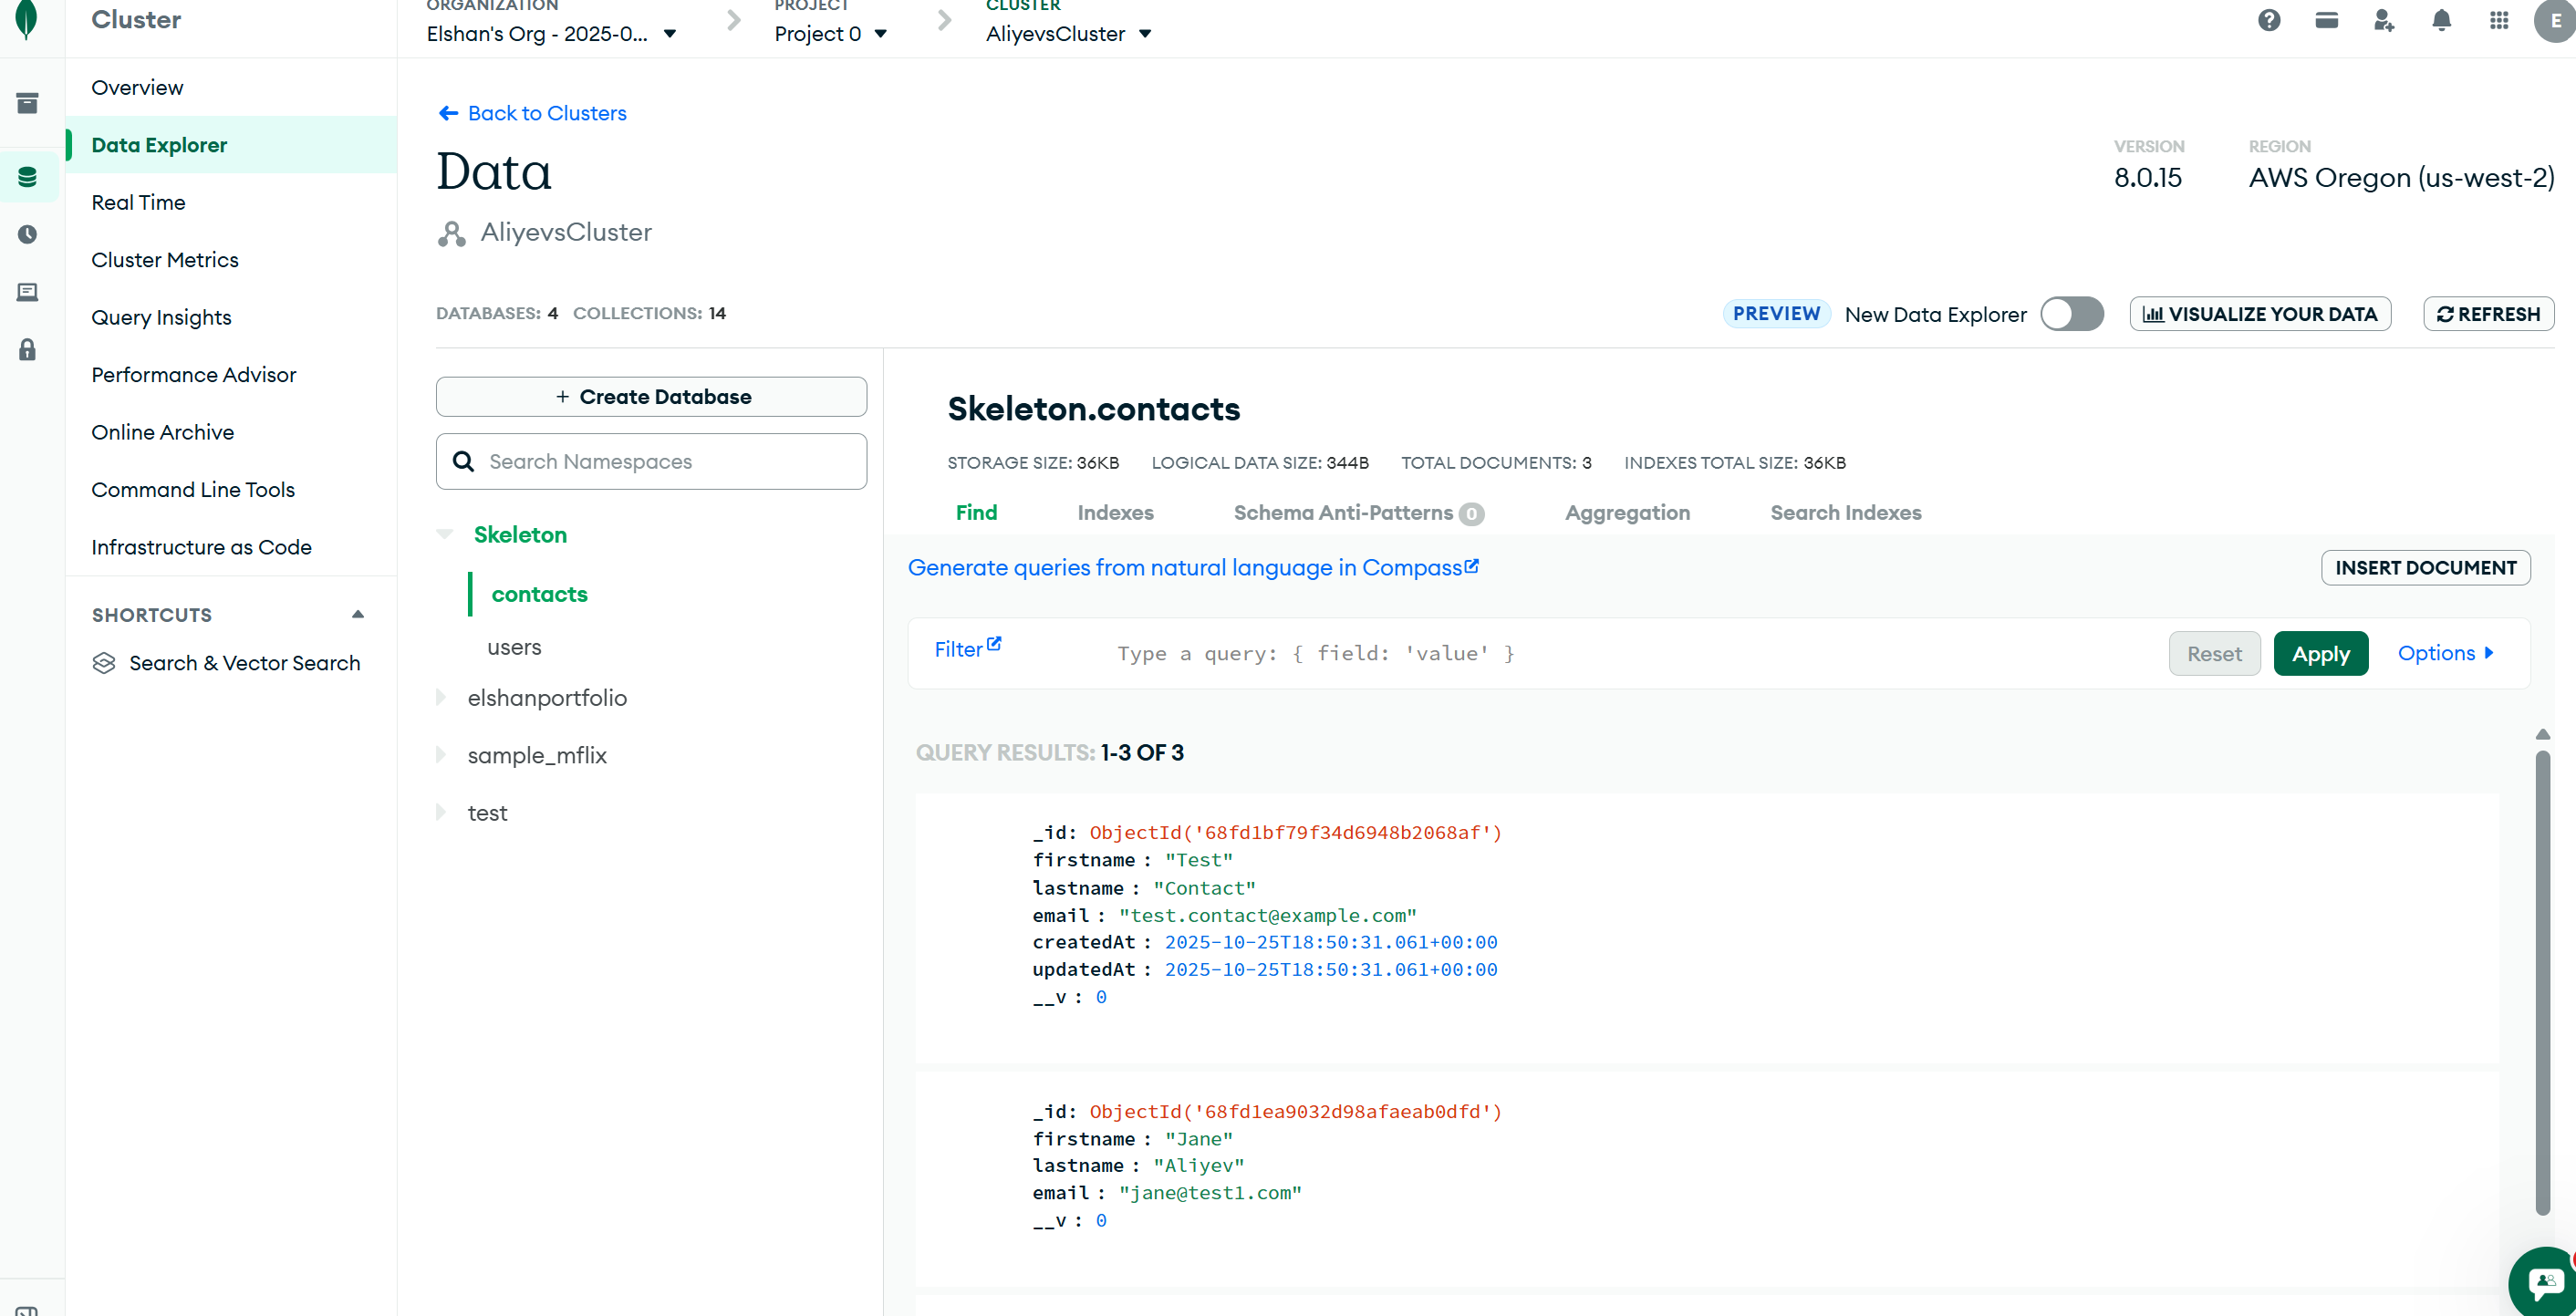 Cluster
ORGANIZATION
Elshan's Org - 2025-0...
PROJECT
Project 0
CLUSTER
AliyevsCluster
E
Overview
Data Explorer
Real Time
Cluster Metrics
Query Insights
Performance Advisor
Online Archive
Command Line Tools
Infrastructure as Code
SHORTCUTS
Search & Vector Search
Back to Clusters
Data
AliyevsCluster
VERSION
8.0.15
REGION
AWS Oregon (us-west-2)
DATABASES: 4 COLLECTIONS: 14
PREVIEW New Data Explorer
VISUALIZE YOUR DATA
REFRESH
+ Create Database
Search Namespaces
Skeleton
contacts
users
elshanportfolio
sample_mflix
test
Skeleton.contacts
STORAGE SIZE: 36KB LOGICAL DATA SIZE: 344B TOTAL DOCUMENTS: 3 INDEXES TOTAL SIZE: 36KB
Find Indexes Schema Anti-Patterns 0 Aggregation Search Indexes
Generate queries from natural language in Compass
INSERT DOCUMENT
Filter Type a query: { field: 'value' } Reset Apply Options
QUERY RESULTS: 1-3 OF 3
_id: ObjectId('68fd1bf79f34d6948b2068af')
firstname : "Test"
lastname : "Contact"
email : "test.contact@example.com"
createdAt : 2025-10-25T18:50:31.061+00:00
updatedAt : 2025-10-25T18:50:31.061+00:00
__v : 0
_id: ObjectId('68fd1ea9032d98afaeab0dfd')
firstname : "Jane"
lastname : "Aliyev"
email : "jane@test1.com"
__v : 0